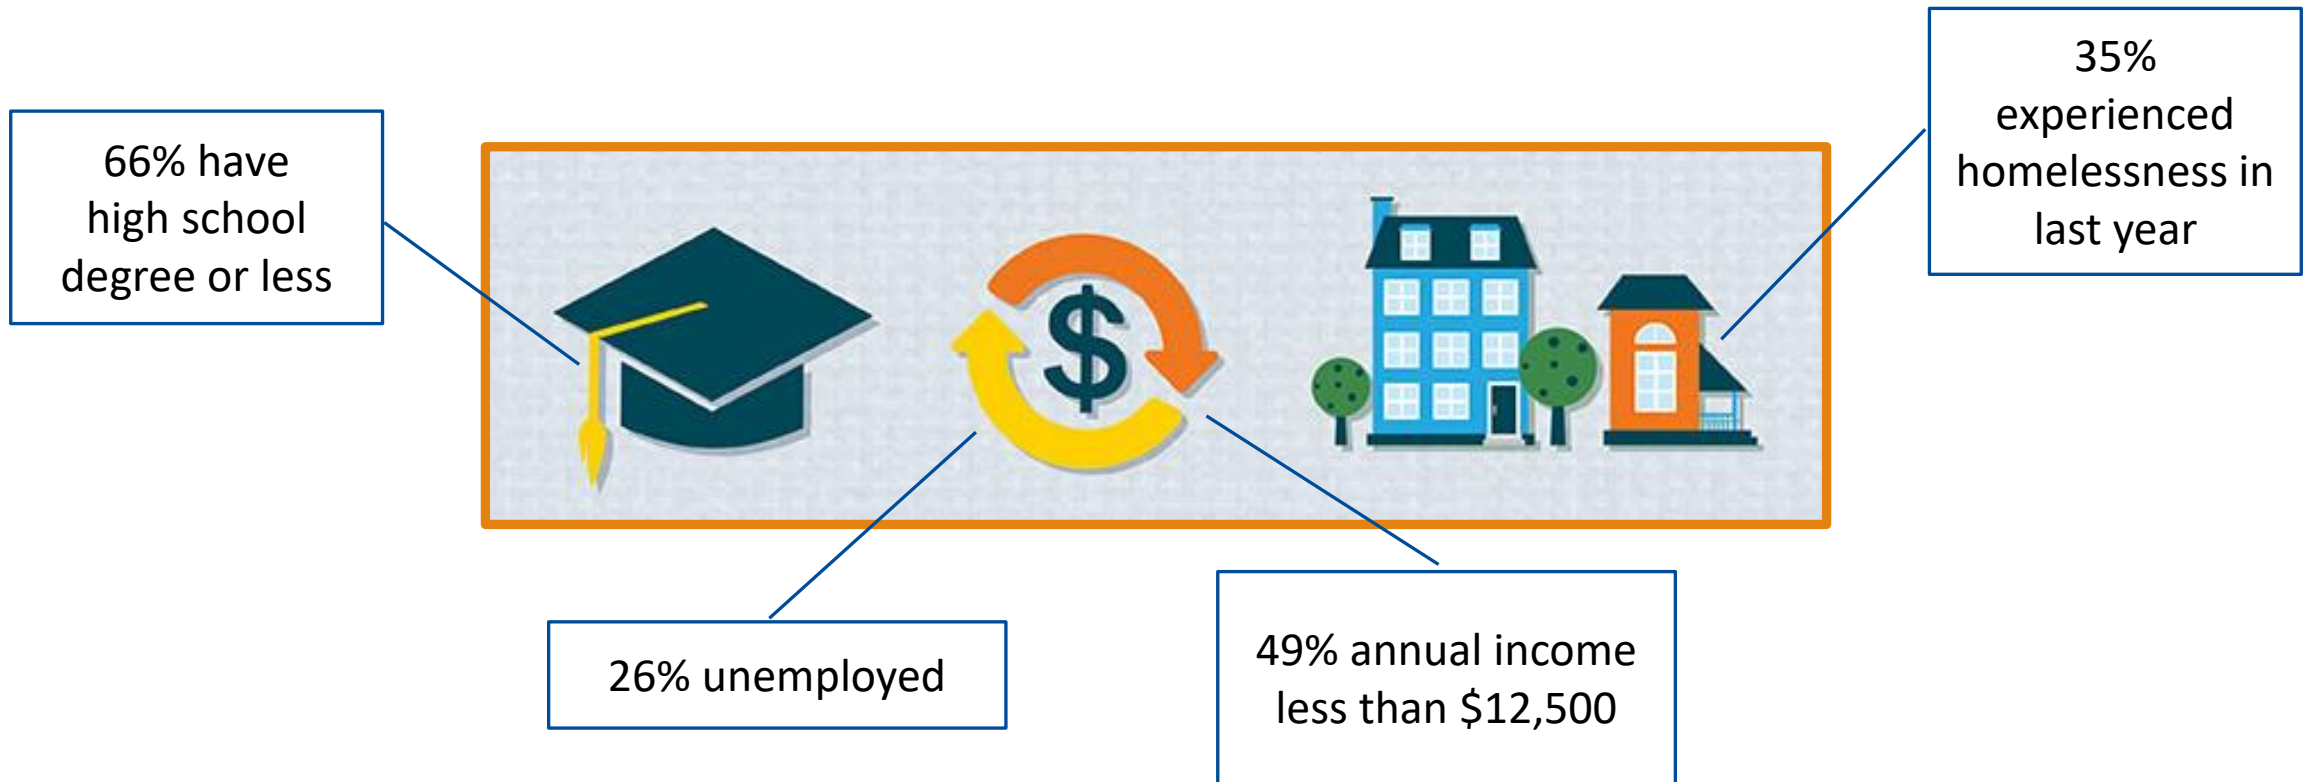 66% have
high school
degree or less
$
35%
experienced
homelessness in
last year
26% unemployed
49% annual income
less than $12,500